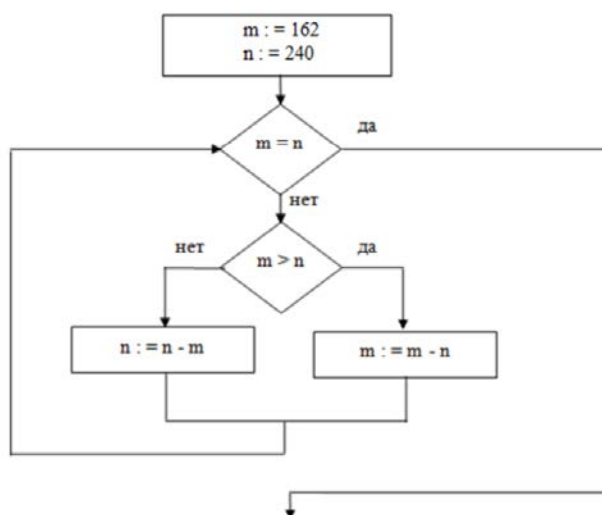 m : = 162
n : = 240
да
m = n
нет
нет
да
m > n
n : = n - m
m : = m - n